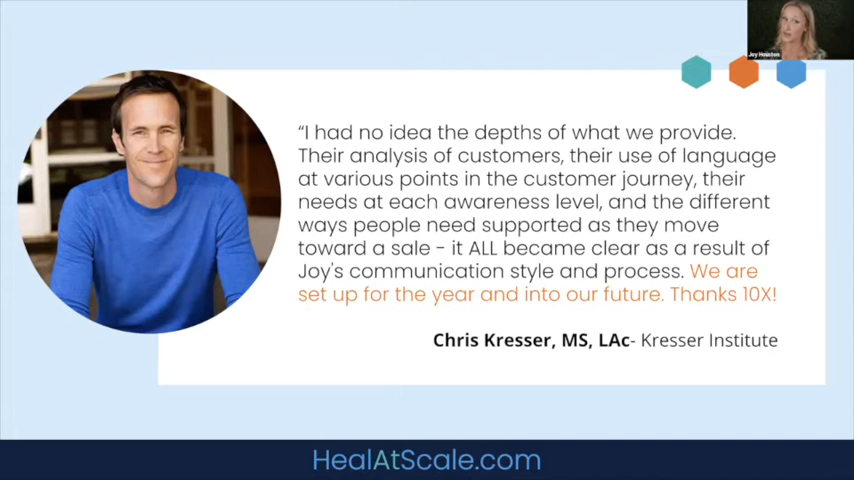 Joy Houston
“I had no idea the depths of what we provide.
Their analysis of customers, their use of language
at various points in the customer journey, their
needs at each awareness level, and the different
ways people need supported as they move
toward a sale - it ALL became clear as a result of
Joy's communication style and process. We are
set up for the year and into our future. Thanks 10X!
Chris Kresser, MS, LAc- Kresser Institute
HealAtScale.com